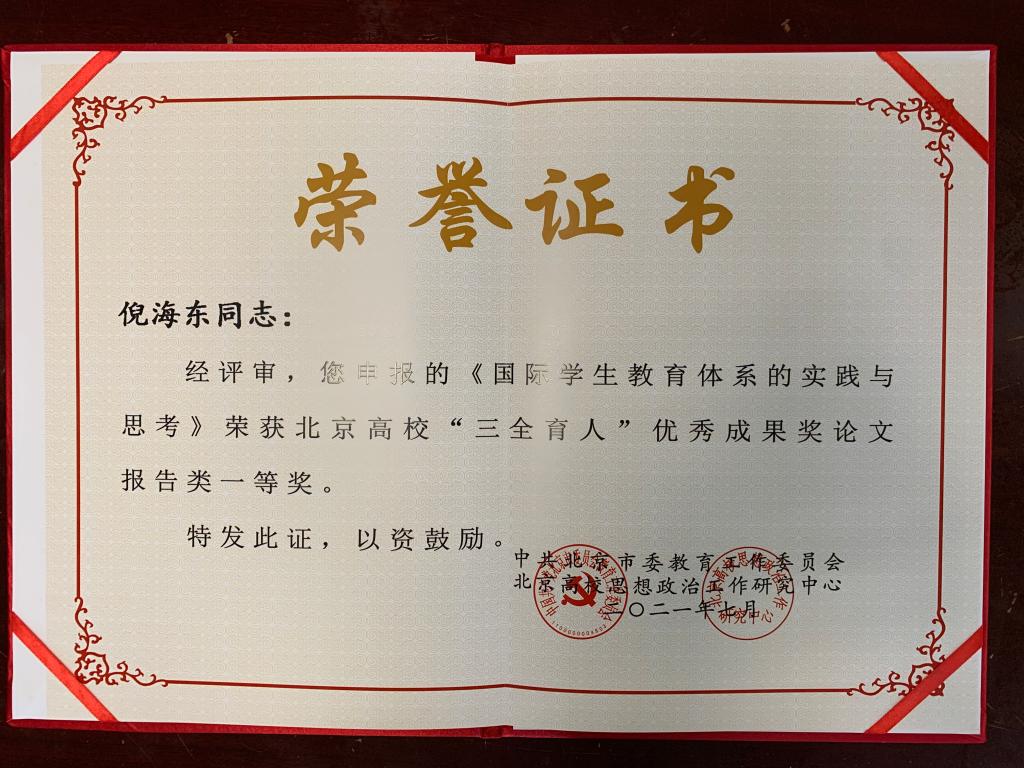 荣誉证书
倪海东同志：
经评审，您申报的《国际学生教育体系的实践与
思考》荣获北京高校“三全育人”优秀成果奖论文
报告类一等奖。
特发此证，以资鼓励。
中共北京市委教育工作委员会
北京高校思想政治工作研究中心
二〇二一年七月
研究中心